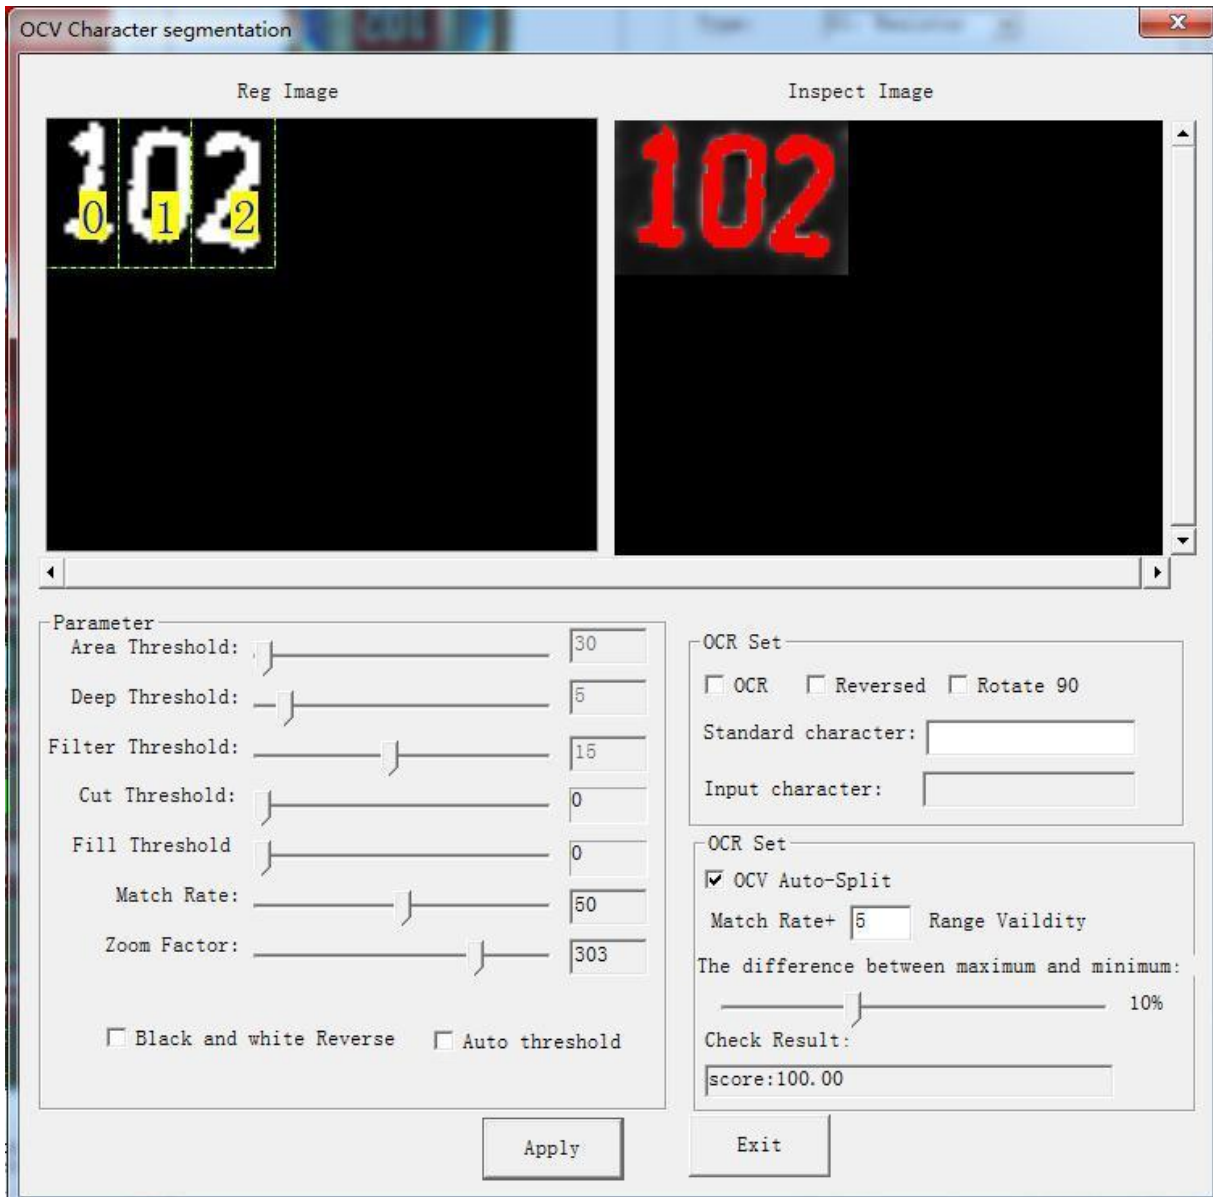 OCV Character segmentation
Type:
Reg Image
Inspect Image
102
0 1 2
102
Parameter
Area Threshold: 30
Deep Threshold: 5
Filter Threshold: 15
Cut Threshold: 0
Fill Threshold 0
Match Rate: 50
Zoom Factor: 303
Black and white Reverse
Auto threshold
OCR Set
OCR Reversed Rotate 90
Standard character:
Input character:
OCR Set
OCV Auto-Split
Match Rate+ 5 Range Vaildity
The difference between maximum and minimum:
10%
Check Result:
score:100.00
Apply
Exit